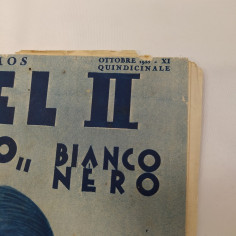 OTTOBRE XI
QUINDICINALE
EL II
O,, BIANCO
NERO